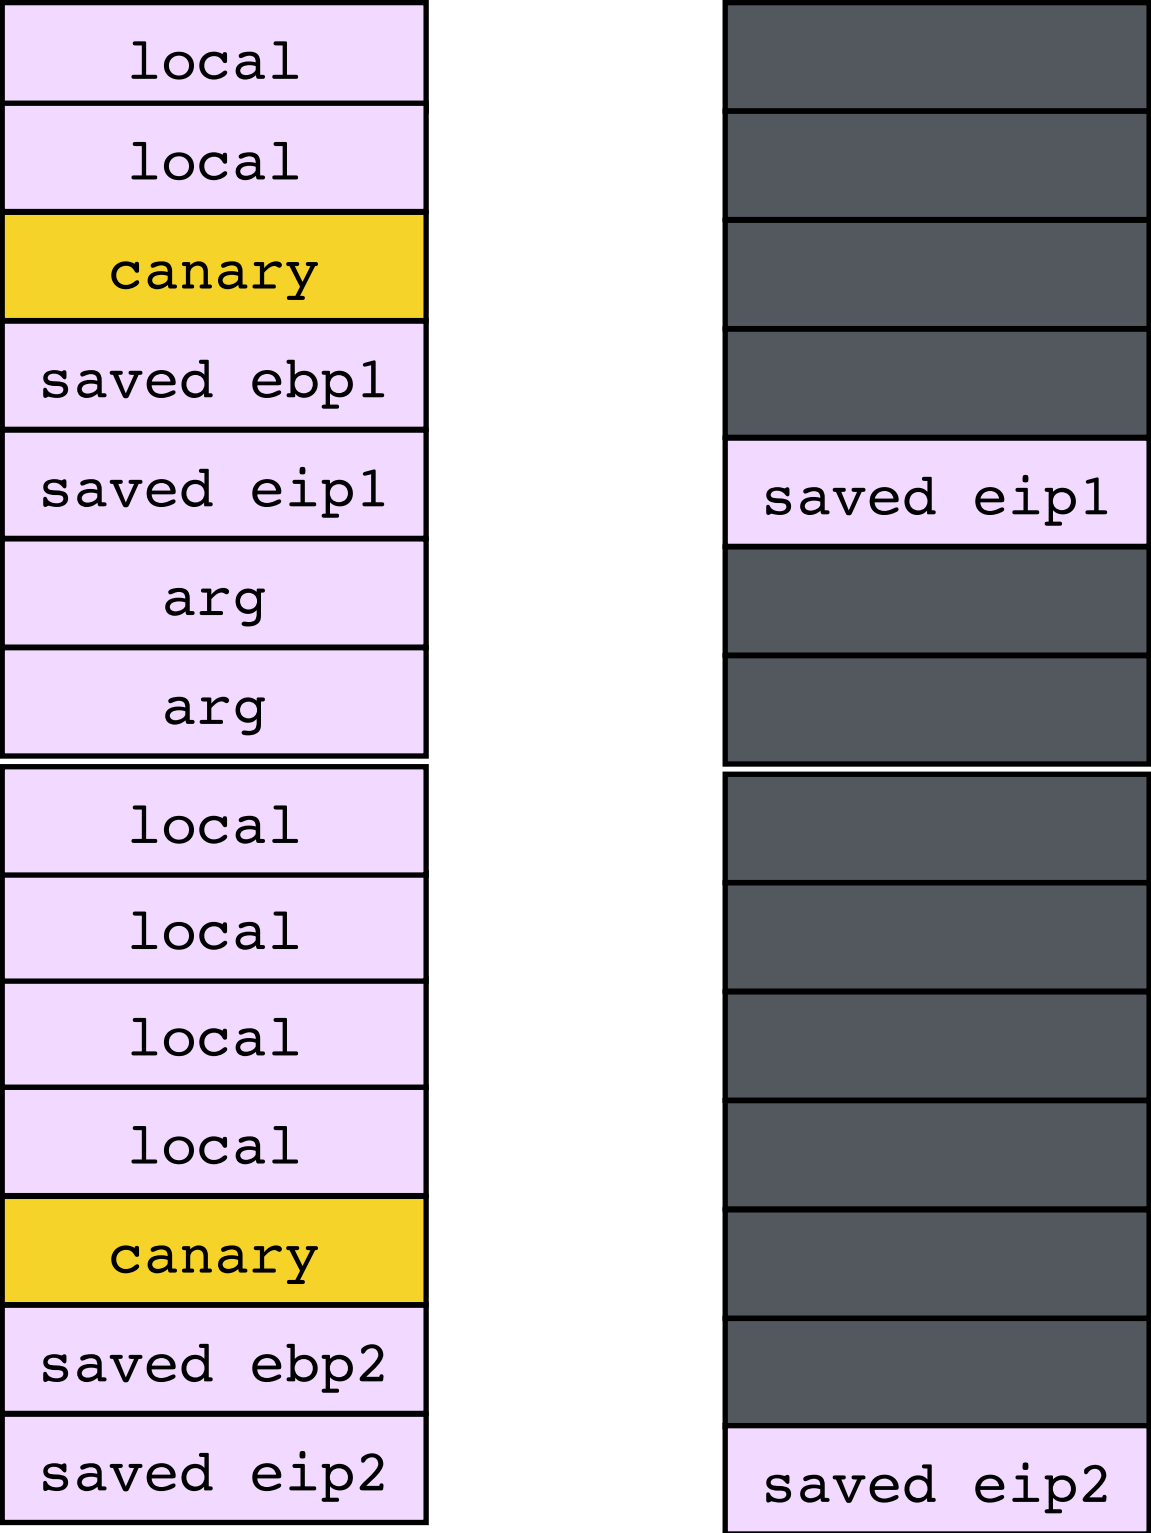 local
local
canary
saved ebp1
saved eip1
arg
arg
local
local
local
local
canary
saved ebp2
saved eip2
saved eip1
saved eip2